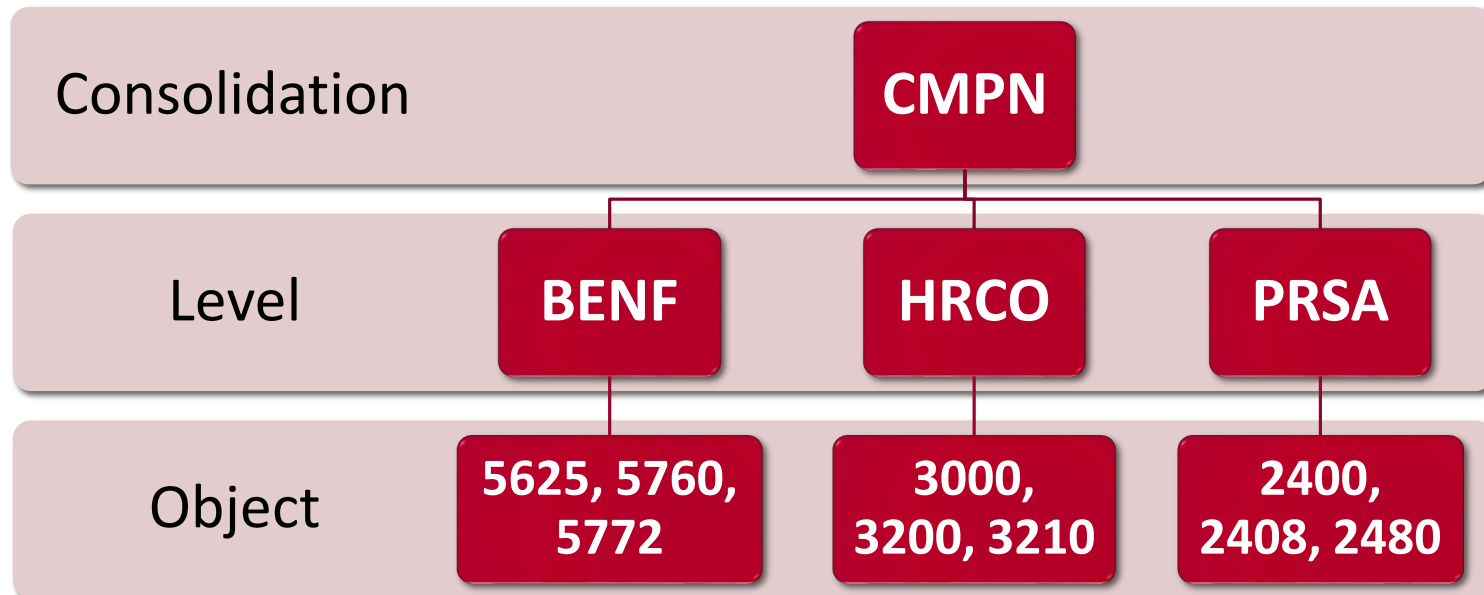 Consolidation
CMPN
Level
BENF
HRCO
PRSA
Object
5625, 5760,
5772
3000,
3200, 3210
2400,
2408, 2480